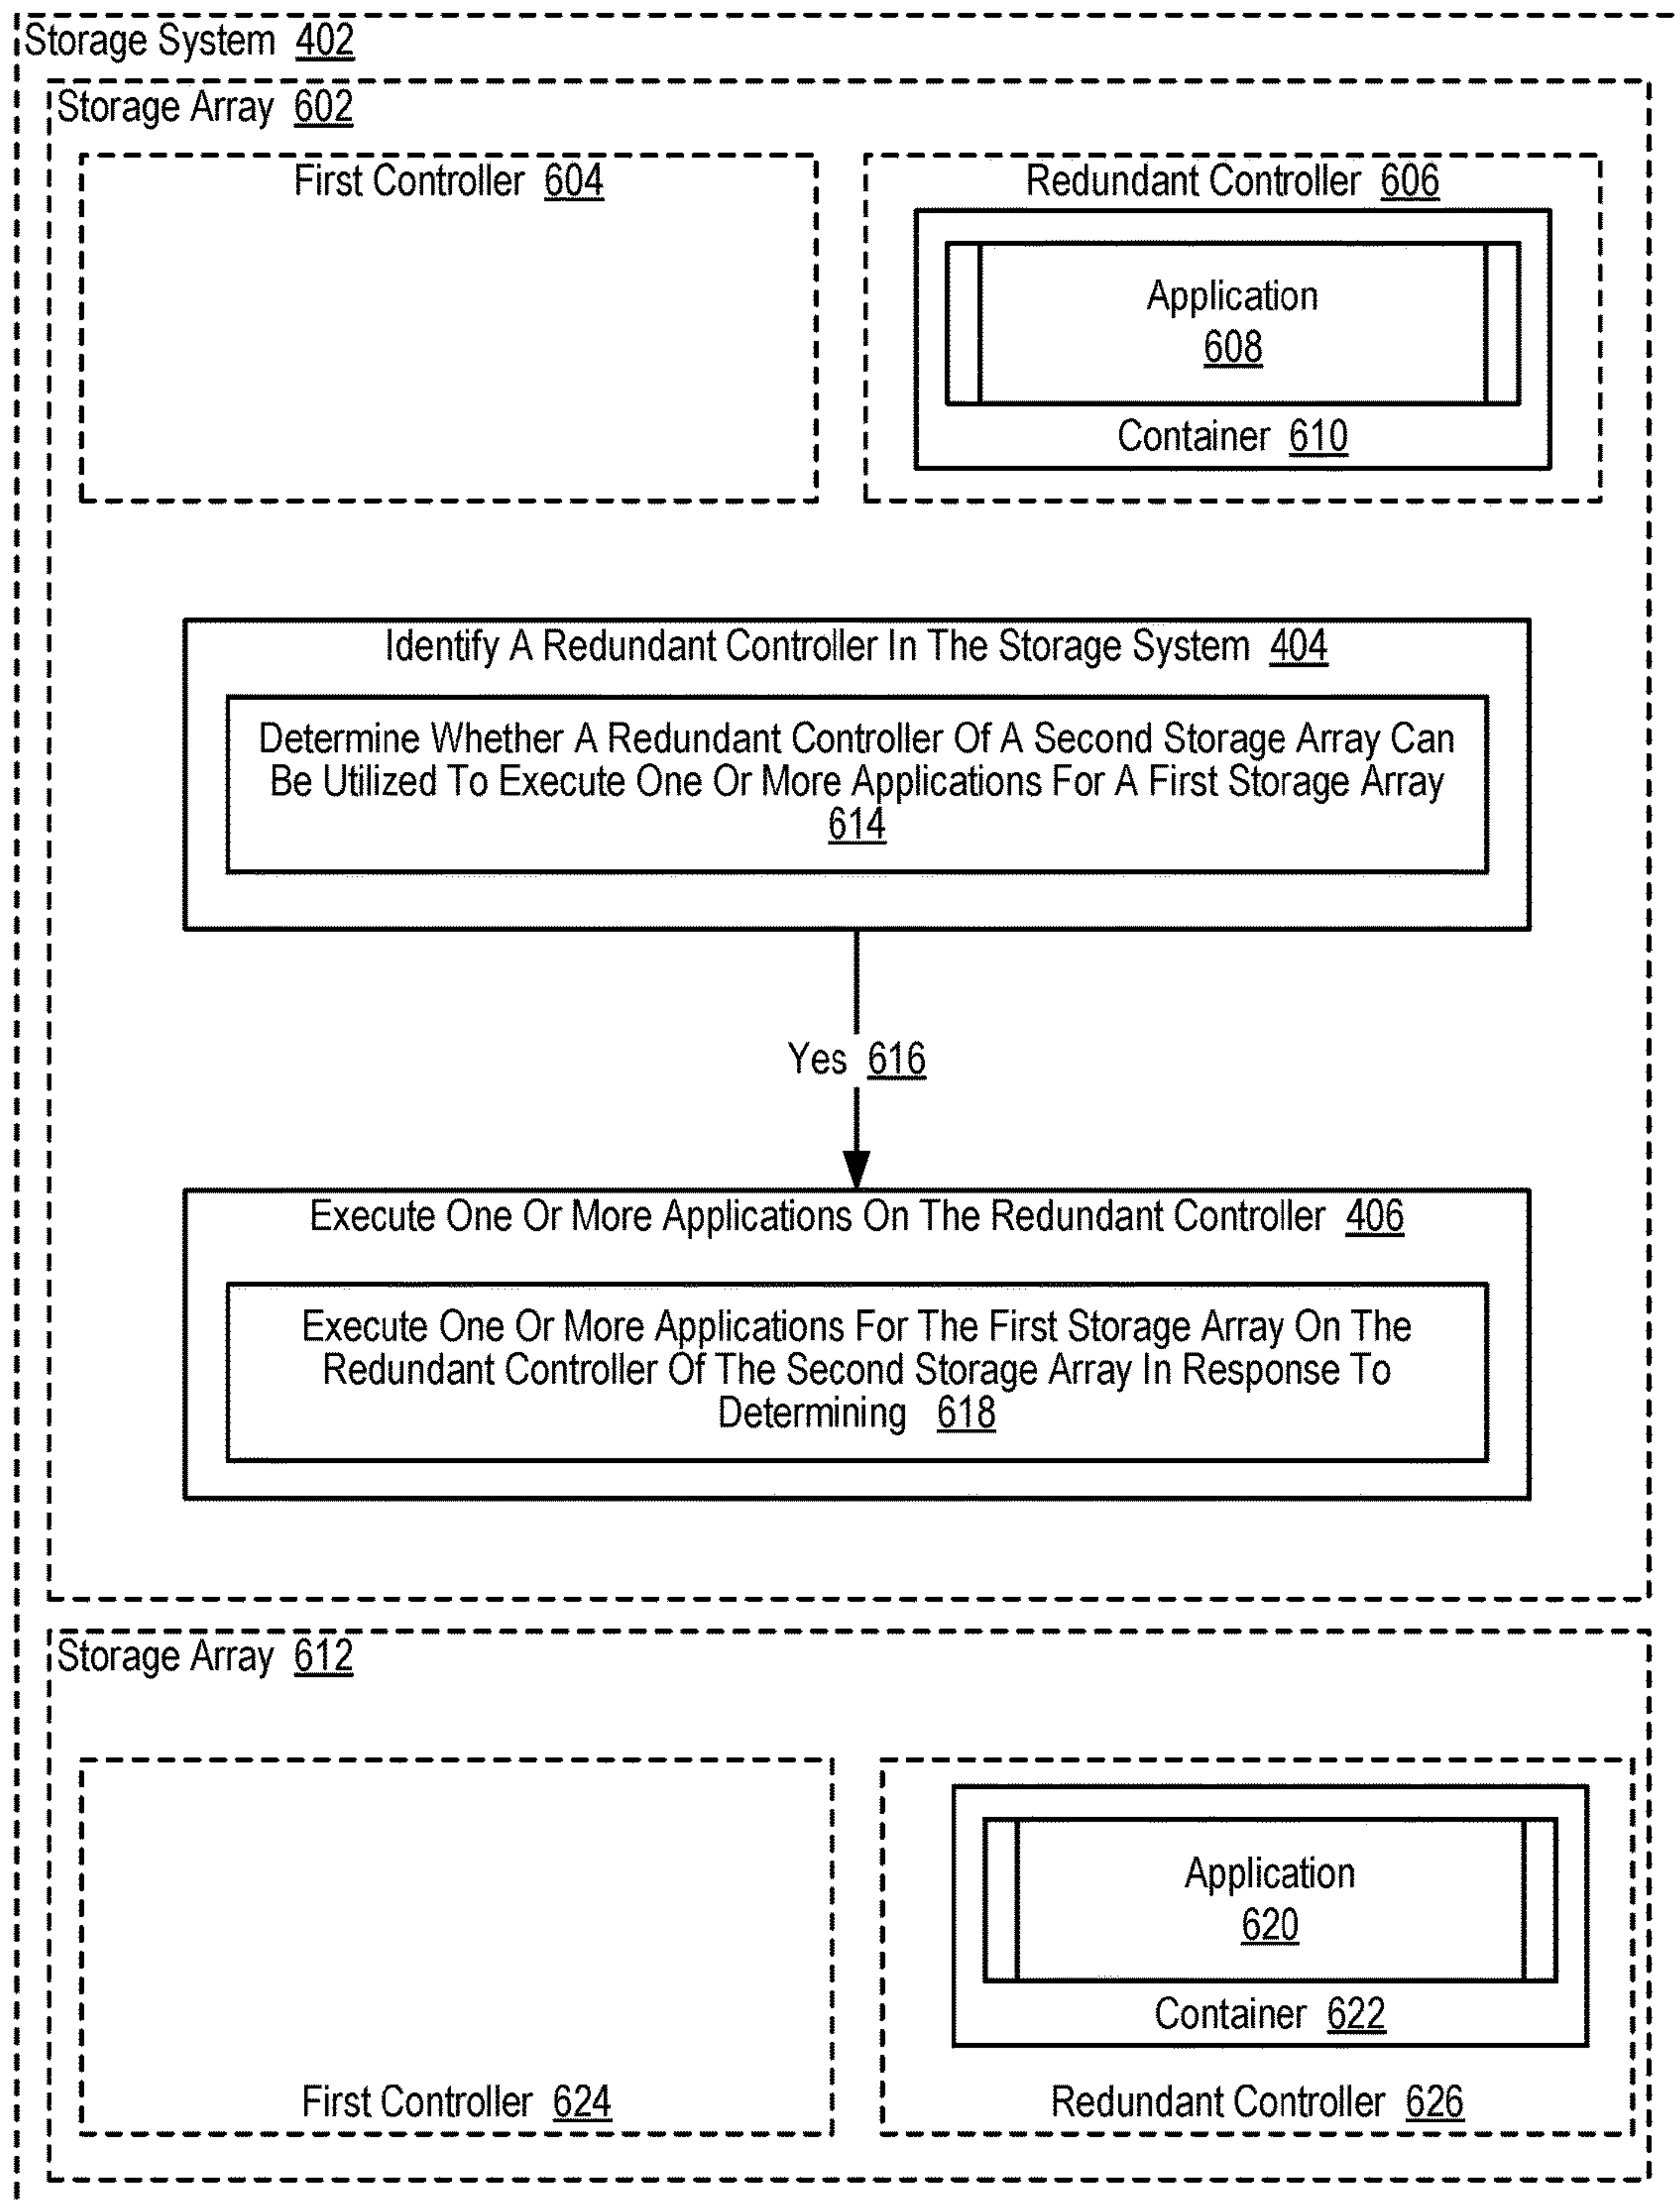 Storage System 402
Storage Array 602
First Controller 604
Redundant Controller 606
Application
608
Container 610
Identify A Redundant Controller In The Storage System 404
Determine Whether A Redundant Controller Of A Second Storage Array Can
Be Utilized To Execute One Or More Applications For A First Storage Array
614
Yes 616
Execute One Or More Applications On The Redundant Controller 406
Execute One Or More Applications For The First Storage Array On The
Redundant Controller Of The Second Storage Array In Response To
Determining 618
Storage Array 612
Application
620
Container 622
First Controller 624
Redundant Controller 626